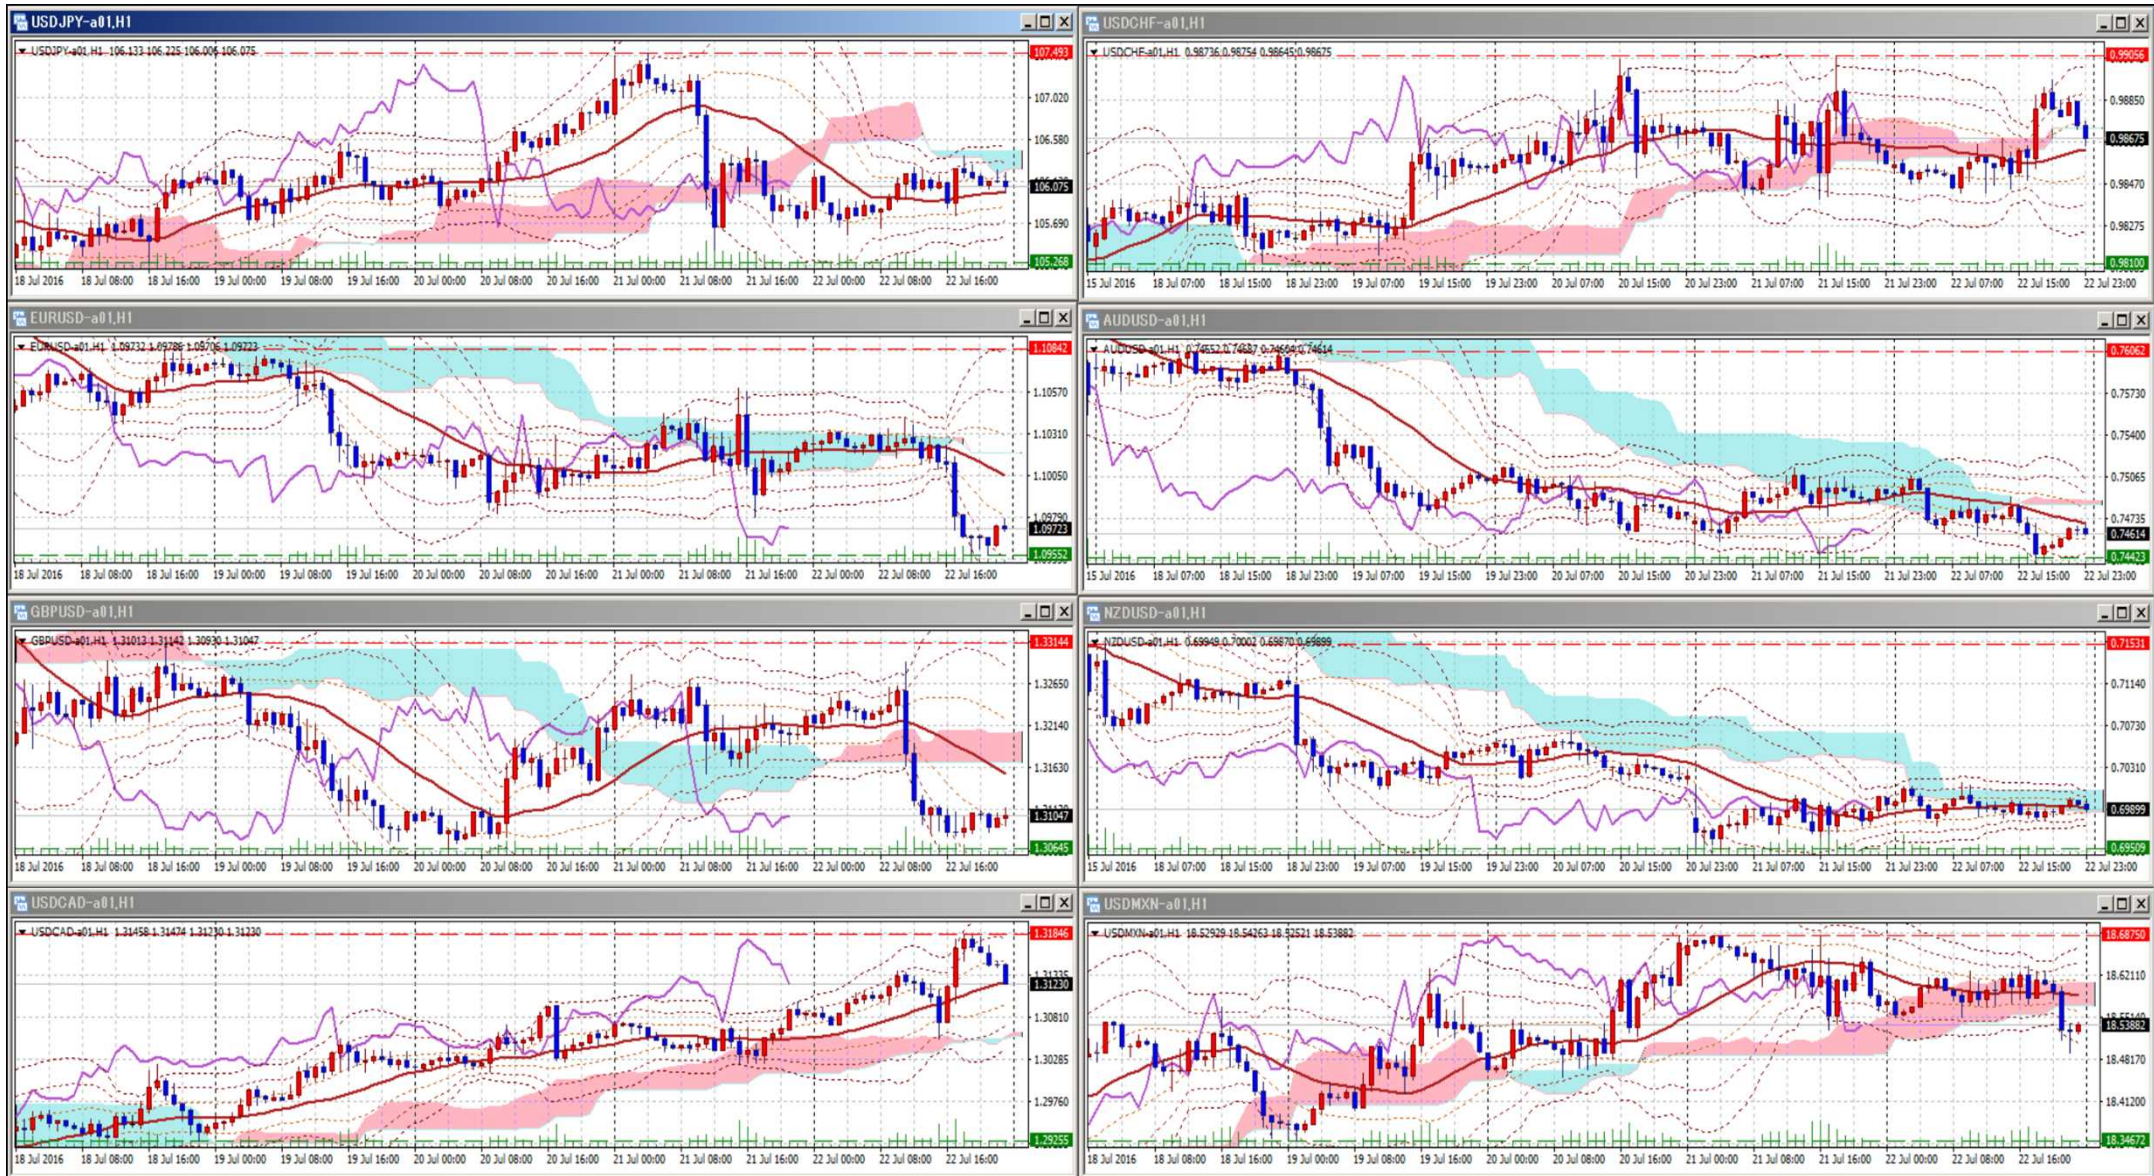 USDJPY-a01,H1
USDJPY-a01,H1 106.133 106.225 106.006 106.075
107.493
107.020
106.580
106.075
105.690
105.268
18 Jul 2016 18 Jul 08:00 18 Jul 16:00 19 Jul 00:00 19 Jul 08:00 19 Jul 16:00 20 Jul 00:00 20 Jul 08:00 20 Jul 16:00 21 Jul 00:00 21 Jul 08:00 21 Jul 16:00 22 Jul 00:00 22 Jul 08:00 22 Jul 16:00
USDCHF-a01,H1
USDCHF-a01,H1 0.98736 0.98754 0.98645 0.98675
0.99056
0.98850
0.98675
0.98470
0.98275
0.98100
15 Jul 2016 18 Jul 07:00 18 Jul 15:00 18 Jul 23:00 19 Jul 07:00 19 Jul 15:00 19 Jul 23:00 20 Jul 07:00 20 Jul 15:00 20 Jul 23:00 21 Jul 07:00 21 Jul 15:00 21 Jul 23:00 22 Jul 07:00 22 Jul 15:00 22 Jul 23:00
EURUSD-a01,H1
EURUSD-a01,H1 1.09732 1.09786 1.09706 1.09723
1.10842
1.10570
1.10310
1.10050
1.09790
1.09723
1.09552
18 Jul 2016 18 Jul 08:00 18 Jul 16:00 19 Jul 00:00 19 Jul 08:00 19 Jul 16:00 20 Jul 00:00 20 Jul 08:00 20 Jul 16:00 21 Jul 00:00 21 Jul 08:00 21 Jul 16:00 22 Jul 00:00 22 Jul 08:00 22 Jul 16:00
AUDUSD-a01,H1
AUDUSD-a01,H1 0.74614
0.76062
0.75730
0.75400
0.75065
0.74735
0.74614
0.74423
15 Jul 2016 18 Jul 07:00 18 Jul 15:00 18 Jul 23:00 19 Jul 07:00 19 Jul 15:00 19 Jul 23:00 20 Jul 07:00 20 Jul 15:00 20 Jul 23:00 21 Jul 07:00 21 Jul 15:00 21 Jul 23:00 22 Jul 07:00 22 Jul 15:00 22 Jul 23:00
GBPUSD-a01,H1
GBPUSD-a01,H1 1.31013 1.31142 1.30930 1.31047
1.33144
1.32650
1.32140
1.31630
1.31047
1.30645
18 Jul 2016 18 Jul 08:00 18 Jul 16:00 19 Jul 00:00 19 Jul 08:00 19 Jul 16:00 20 Jul 00:00 20 Jul 08:00 20 Jul 16:00 21 Jul 00:00 21 Jul 08:00 21 Jul 16:00 22 Jul 00:00 22 Jul 08:00 22 Jul 16:00
NZDUSD-a01,H1
NZDUSD-a01,H1 0.69949 0.70002 0.69870 0.69899
0.71531
0.71140
0.70730
0.70310
0.69899
0.69509
15 Jul 2016 18 Jul 07:00 18 Jul 15:00 18 Jul 23:00 19 Jul 07:00 19 Jul 15:00 19 Jul 23:00 20 Jul 07:00 20 Jul 15:00 20 Jul 23:00 21 Jul 07:00 21 Jul 15:00 21 Jul 23:00 22 Jul 07:00 22 Jul 15:00 22 Jul 23:00
USDCAD-a01,H1
USDCAD-a01,H1 1.31458 1.31474 1.31230 1.31230
1.31846
1.31335
1.31230
1.30810
1.30285
1.29760
1.29255
18 Jul 2016 18 Jul 08:00 18 Jul 16:00 19 Jul 00:00 19 Jul 08:00 19 Jul 16:00 20 Jul 00:00 20 Jul 08:00 20 Jul 16:00 21 Jul 00:00 21 Jul 08:00 21 Jul 16:00 22 Jul 00:00 22 Jul 08:00 22 Jul 16:00
USDMXN-a01,H1
USDMXN-a01,H1 18.52929 18.54263 18.52521 18.53882
18.68750
18.62110
18.53882
18.48170
18.41200
18.34672
18 Jul 2016 18 Jul 08:00 18 Jul 16:00 19 Jul 00:00 19 Jul 08:00 19 Jul 16:00 20 Jul 00:00 20 Jul 08:00 20 Jul 16:00 21 Jul 00:00 21 Jul 08:00 21 Jul 16:00 22 Jul 00:00 22 Jul 08:00 22 Jul 16:00